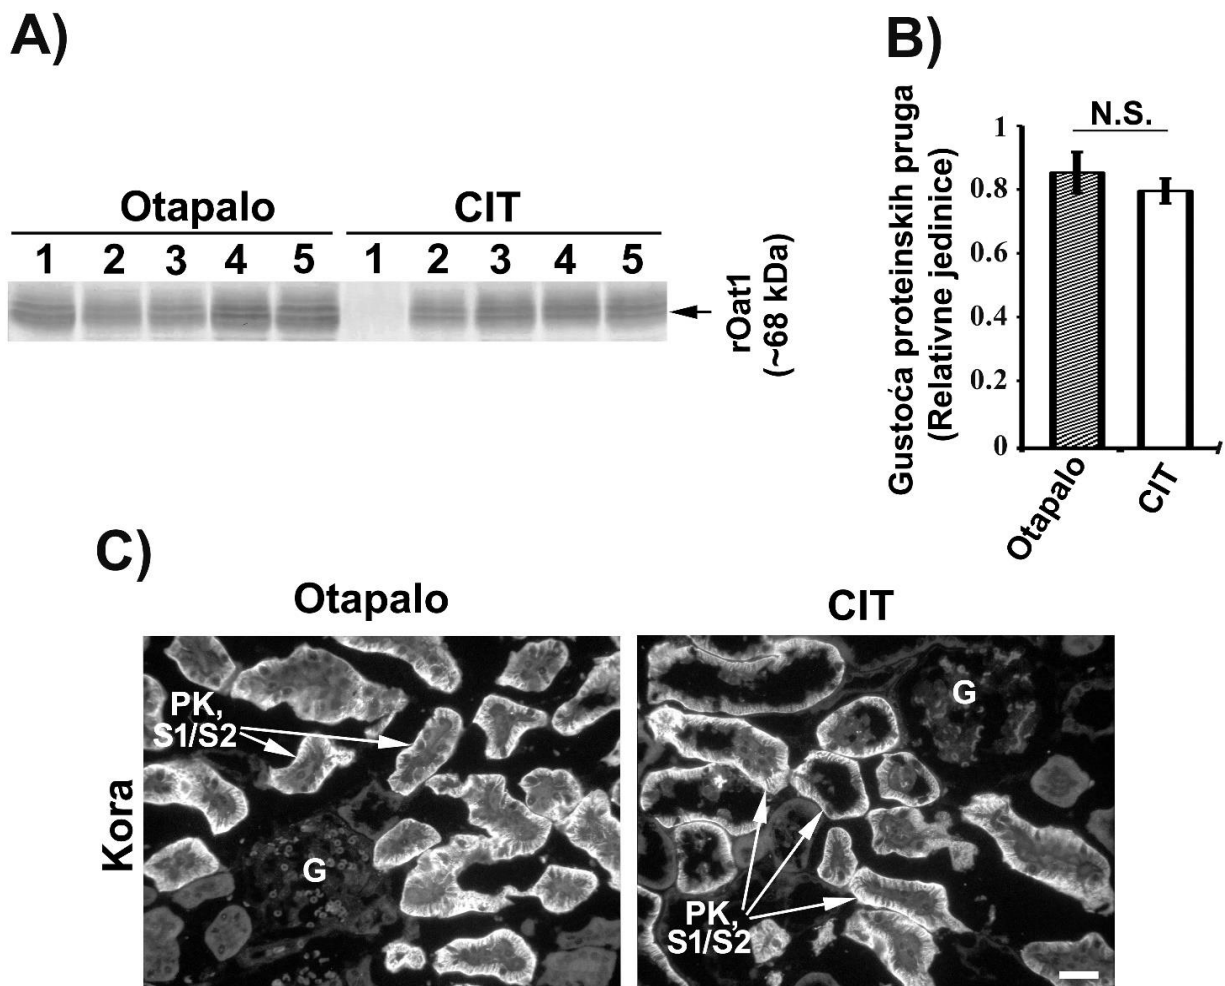 A)
Otapalo CIT
1 2 3 4 5 1 2 3 4 5
rOat1
(~68 kDa)
B)
Gustoća proteinskih pruga
(Relativne jedinice)
N.S.
1
0.8
0.6
0.4
0.2
0
Otapalo
CIT
C)
Otapalo
CIT
Kora
PK,
S1/S2
G
G
PK,
S1/S2